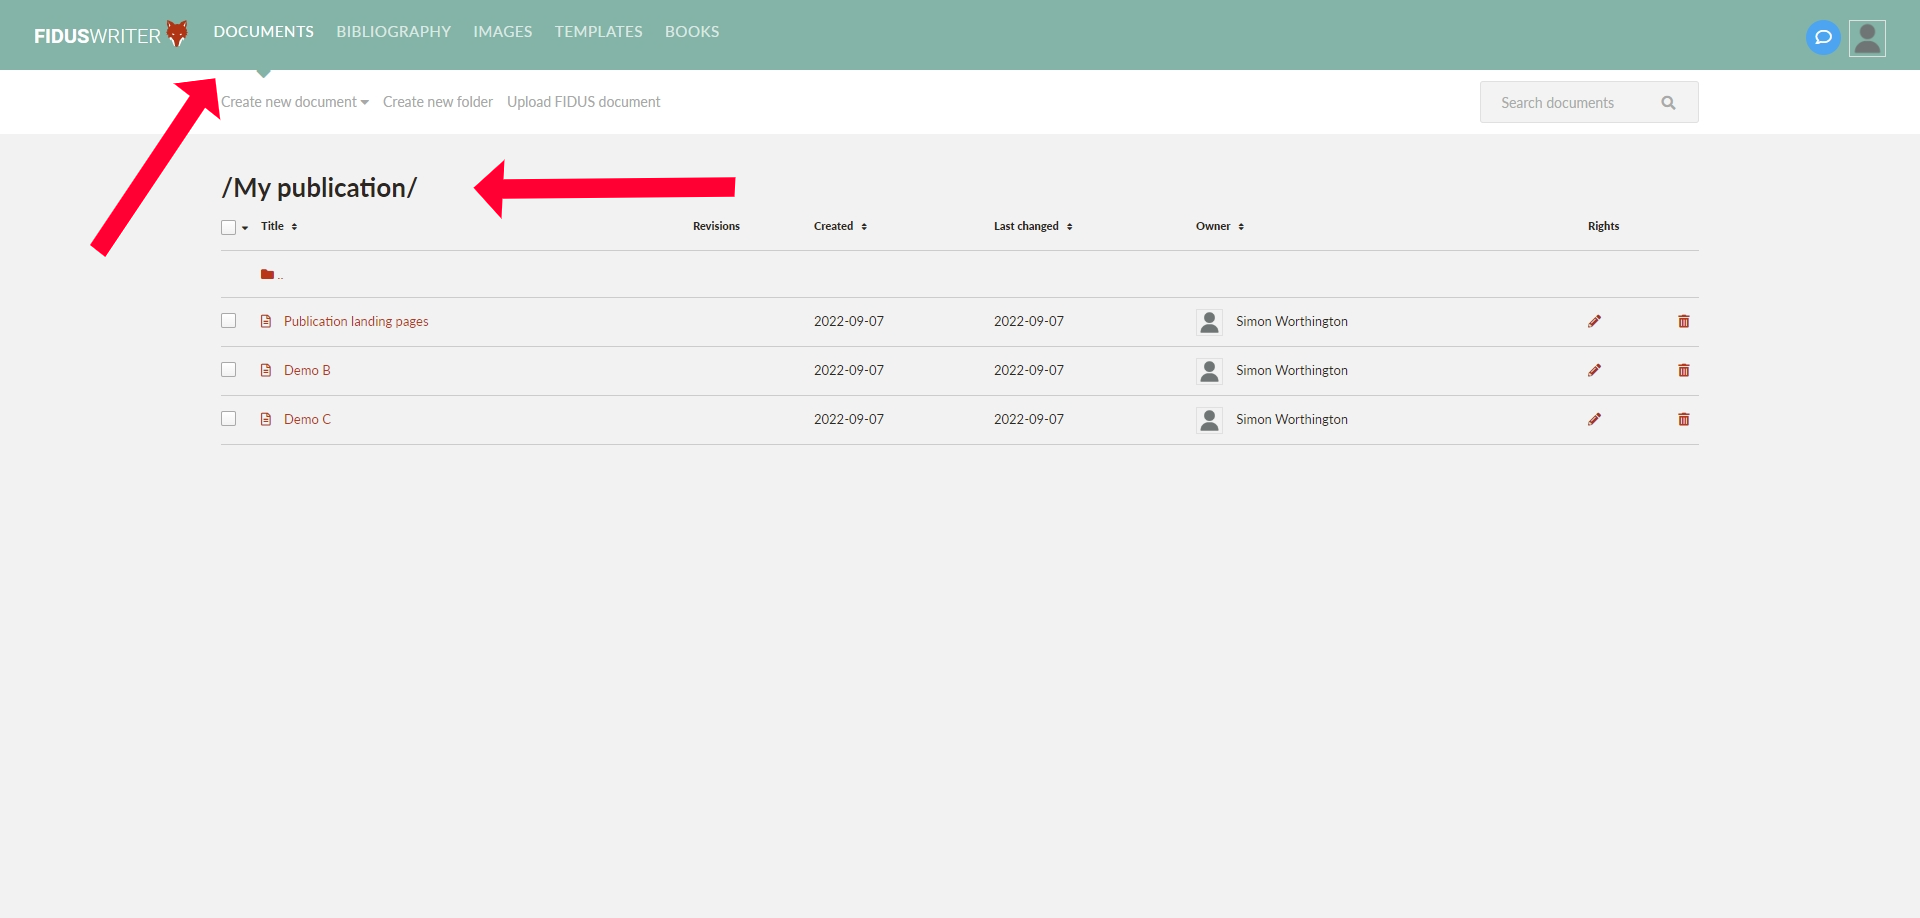 FIDUSWRITER DOCUMENTS BIBLIOGRAPHY IMAGES TEMPLATES BOOKS
Create new document Create new folder Upload FIDUS document Search documents
/My publication/
Title Revisions Created Last changed Owner Rights
..
Publication landing pages 2022-09-07 2022-09-07 Simon Worthington
Demo B 2022-09-07 2022-09-07 Simon Worthington
Demo C 2022-09-07 2022-09-07 Simon Worthington